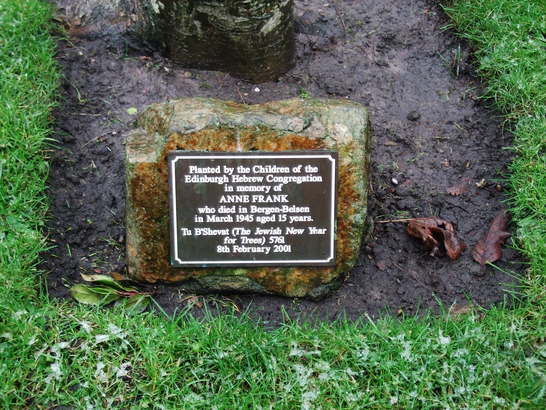 Planted by the Children of the
Edinburgh Hebrew Congregation
in memory of
ANNE FRANK
who died in Bergen-Belsen
in March 1945 aged 15 years.
Tu B'Shevat (The Jewish New Year
for Trees) 5761
8th February 2001